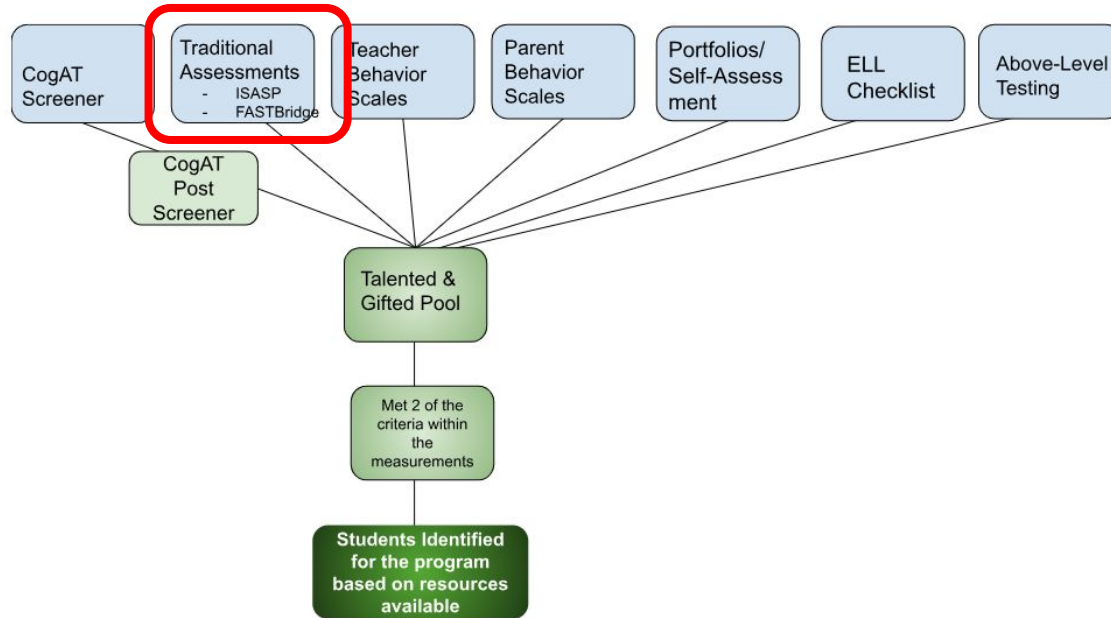 CogAT
Screener
Traditional
Assessments
- ISASP
- FASTBridge
Teacher
Behavior
Scales
Parent
Behavior
Scales
Portfolios/
Self-Assess
ment
ELL
Checklist
Above-Level
Testing
CogAT
Post
Screener
Talented &
Gifted Pool
Met 2 of the
criteria within
the
measurements
Students Identified
for the program
based on resources
available